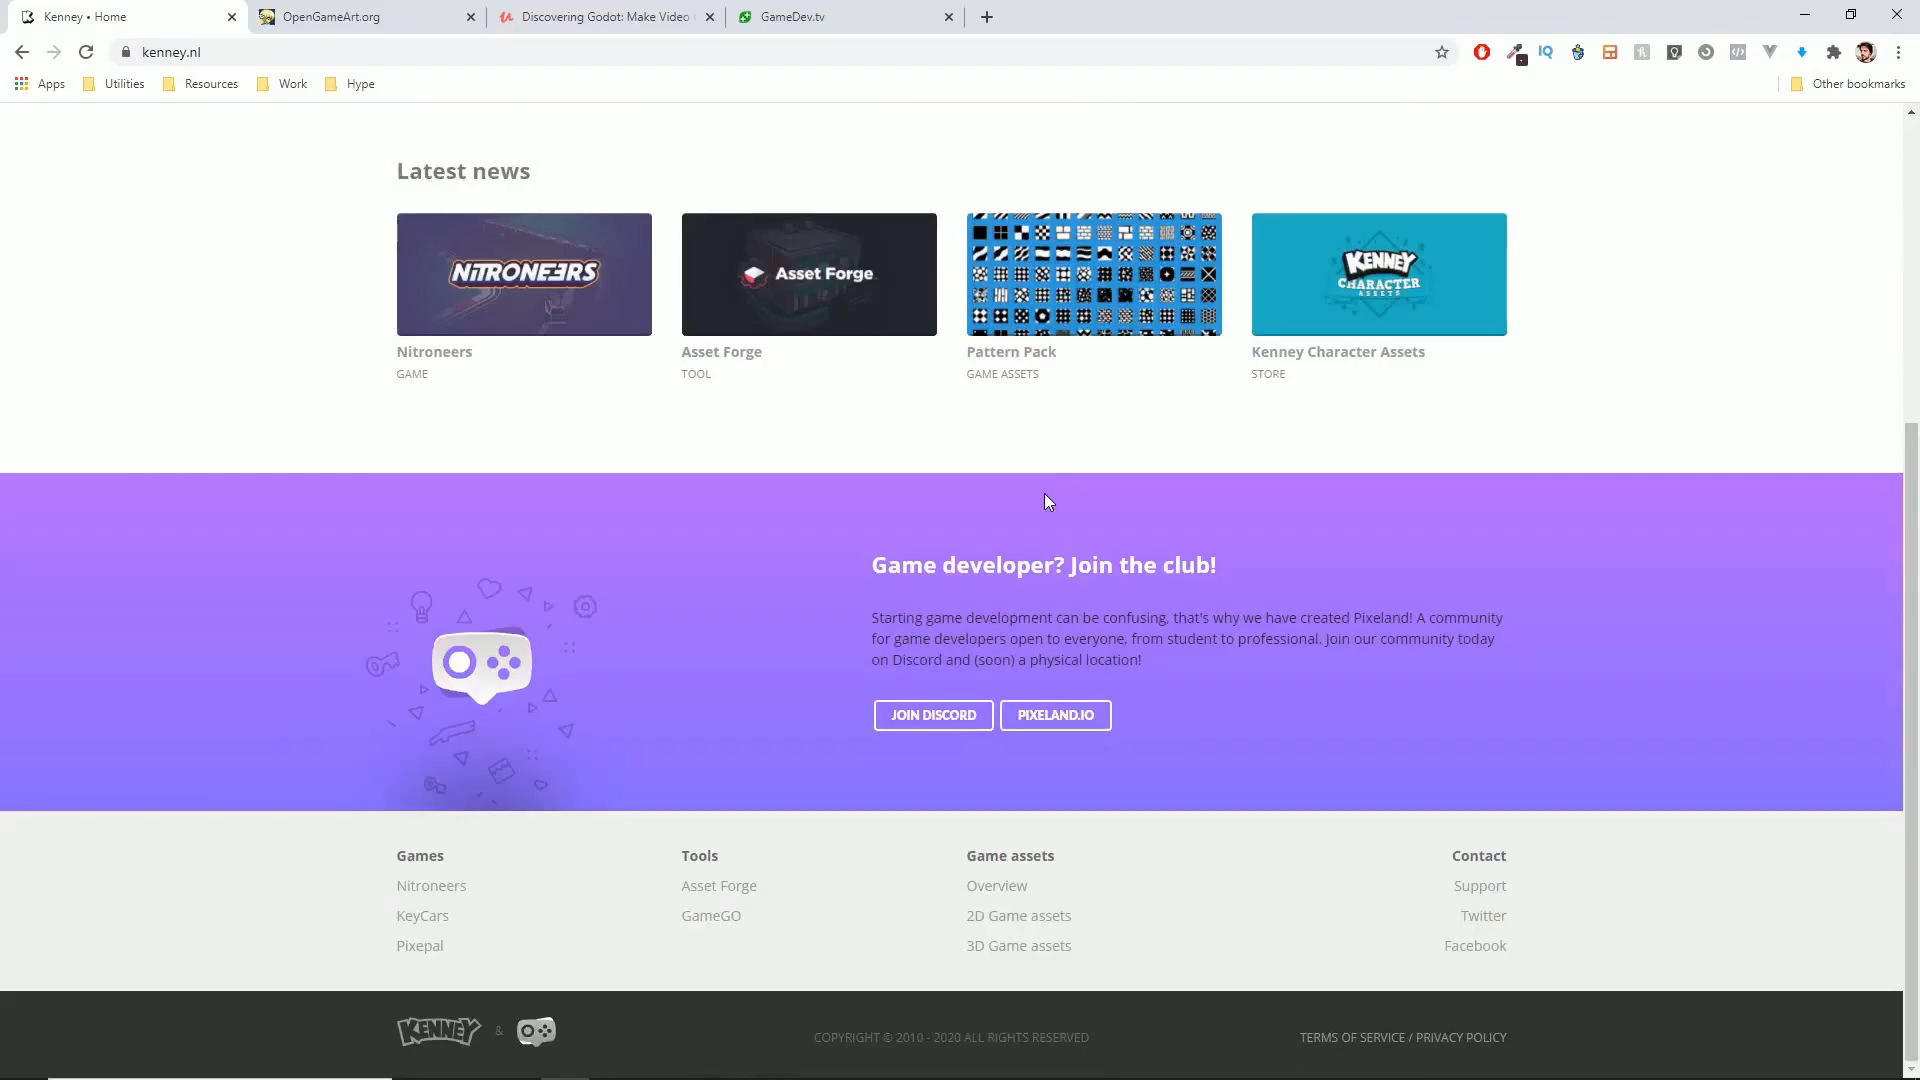 Kenney • Home
OpenGameArt.org
Discovering Godot: Make Video
GameDev.tv
kenney.nl
IQ
Apps
Utilities
Resources
Work
Hype
Other bookmarks
Latest news
NITRONEERS
Asset Forge
KENNEY
CHARACTER
ASSETS
Nitroneers
Asset Forge
Pattern Pack
Kenney Character Assets
GAME
TOOL
GAME ASSETS
STORE
Game developer? Join the club!
Starting game development can be confusing, that's why we have created Pixeland! A community
for game developers open to everyone, from student to professional. Join our community today
on Discord and (soon) a physical location!
JOIN DISCORD
PIXELAND.IO
Games
Nitroneers
KeyCars
Pixepal
Tools
Asset Forge
GameGO
Game assets
Overview
2D Game assets
3D Game assets
Contact
Support
Twitter
Facebook
KENNEY &
COPYRIGHT © 2010 - 2020 ALL RIGHTS RESERVED
TERMS OF SERVICE / PRIVACY POLICY